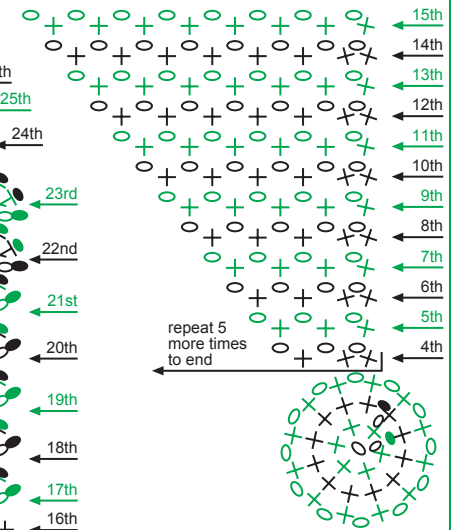 15th
14th
13th
12th
11th
10th
9th
8th
7th
6th
5th
4th
repeat 5
more times
to end
th
25th
24th
23rd
22nd
21st
20th
19th
18th
17th
16th